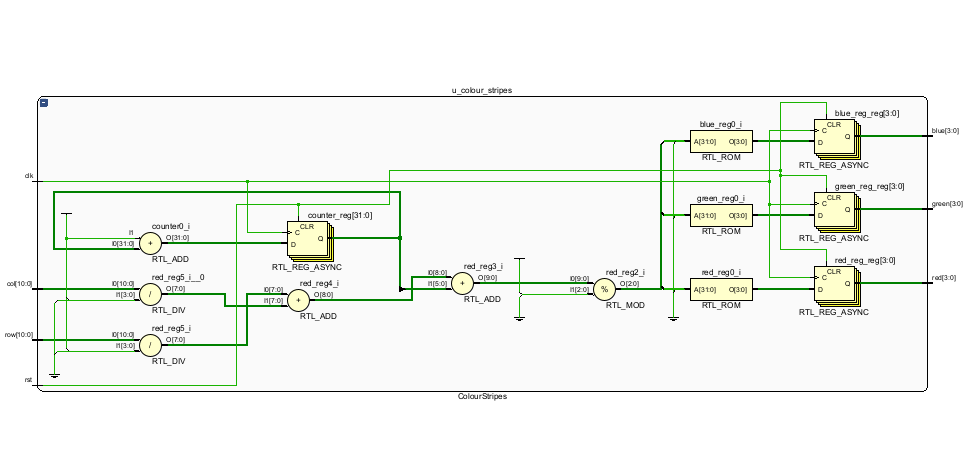 u_colour_stripes
blue_reg_reg[3:0]
CLR
C
D
Q
RTL_REG_ASYNC
blue[3:0]
blue_reg0_i
A[31:0]
O[3:0]
RTL_ROM
clk
green_reg_reg[3:0]
CLR
C
D
Q
RTL_REG_ASYNC
green[3:0]
green_reg0_i
A[31:0]
O[3:0]
RTL_ROM
counter_reg[31:0]
CLR
C
D
Q
RTL_REG_ASYNC
counter0_i
I1
I0[31:0]
+
O[31:0]
RTL_ADD
red_reg_reg[3:0]
CLR
C
D
Q
RTL_REG_ASYNC
red[3:0]
red_reg0_i
A[31:0]
O[3:0]
RTL_ROM
red_reg2_i
I0[9:0]
I1[2:0]
%
O[2:0]
RTL_MOD
red_reg3_i
I0[8:0]
I1[5:0]
+
O[9:0]
RTL_ADD
red_reg4_i
I0[7:0]
I1[7:0]
+
O[8:0]
RTL_ADD
col[10:0]
red_reg5_i__0
I0[10:0]
I1[3:0]
/
O[7:0]
RTL_DIV
row[10:0]
red_reg5_i
I0[10:0]
I1[3:0]
/
O[7:0]
RTL_DIV
rst
ColourStripes